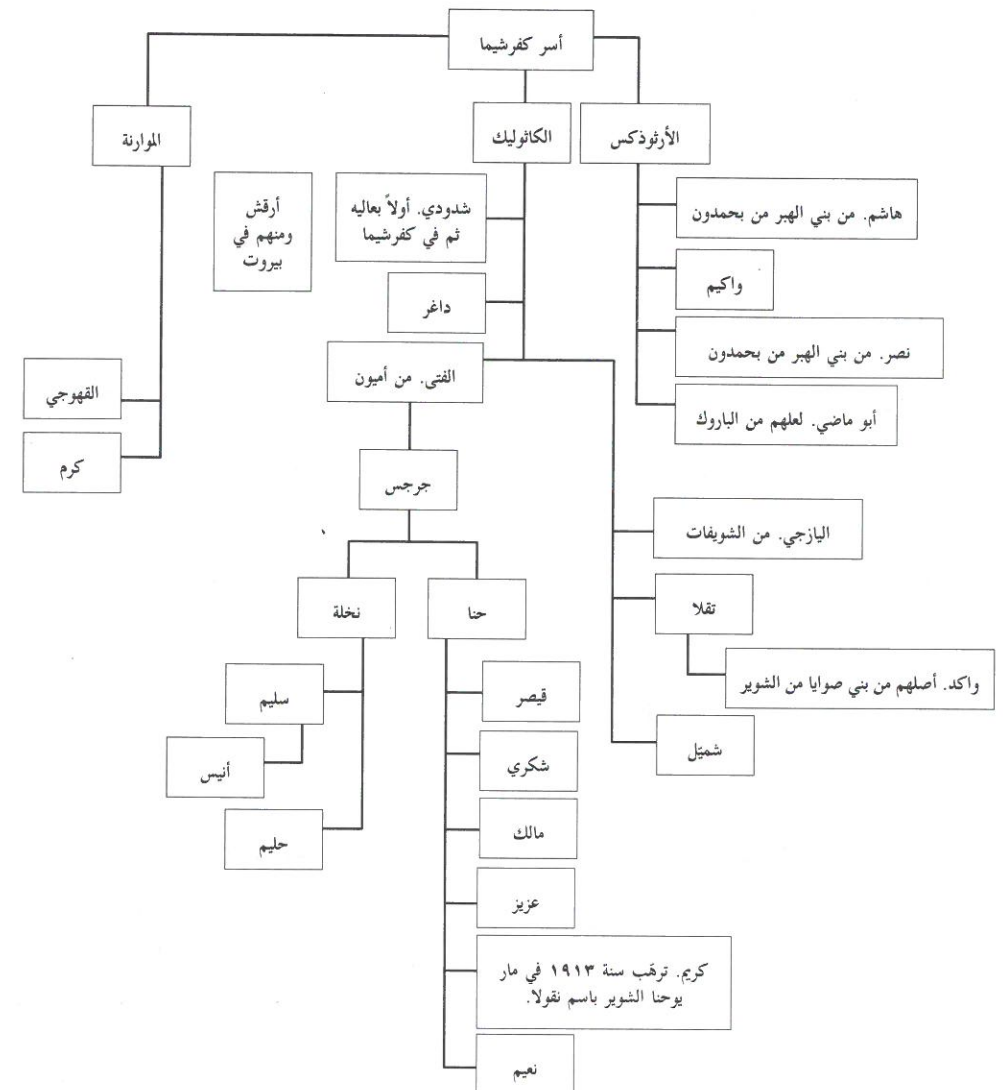 أسر كفرشيما
الأرثوذكس
الكاثوليك
الموارنة
هاشم. من بني الهبر من بحمدون
واكيم
نصر. من بني الهبر من بحمدون
أبو ماضي. لعلهم من الباروك
شدودي. أولاً بعاليه
ثم في كفرشيما
داغر
الفتى. من أميون
أرقش
ومنهم في
بيروت
القهوجي
كرم
جرجس
حنا
نخلة
اليازجي. من الشويفات
تقلا
واكد. أصلهم من بني صوايا من الشوير
شميّل
قيصر
شكري
مالك
عزيز
كريم. ترهّب سنة ١٩١٣ في مار
يوحنا الشوير باسم نقولا.
نعيم
سليم
أنيس
حليم